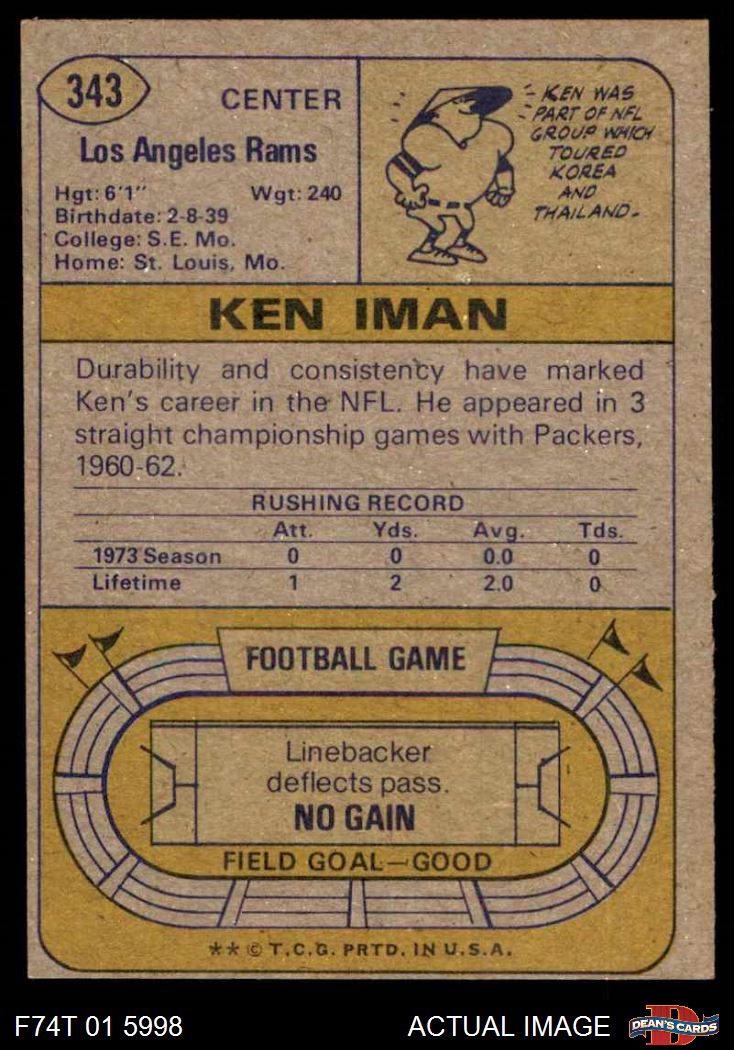 343
CENTER
Los Angeles Rams
Hgt: 6'1" Wgt: 240
Birthdate: 2-8-39
College: S.E. Mo.
Home: St. Louis, Mo.
KEN WAS
PART OF NFL
GROUP WHICH
TOURED
KOREA
AND
THAILAND.
KEN IMAN
Durability and consistency have marked
Ken's career in the NFL. He appeared in 3
straight championship games with Packers,
1960-62.
RUSHING RECORD
Att. Yds. Avg. Tds.
1973 Season 0 0 0.0 0
Lifetime 1 2 2.0 0
FOOTBALL GAME
Linebacker
deflects pass.
NO GAIN
FIELD GOAL—GOOD
** © T.C.G. PRTD. IN U.S.A.
F74T 01 5998 ACTUAL IMAGE
D
DEAN'S CARDS